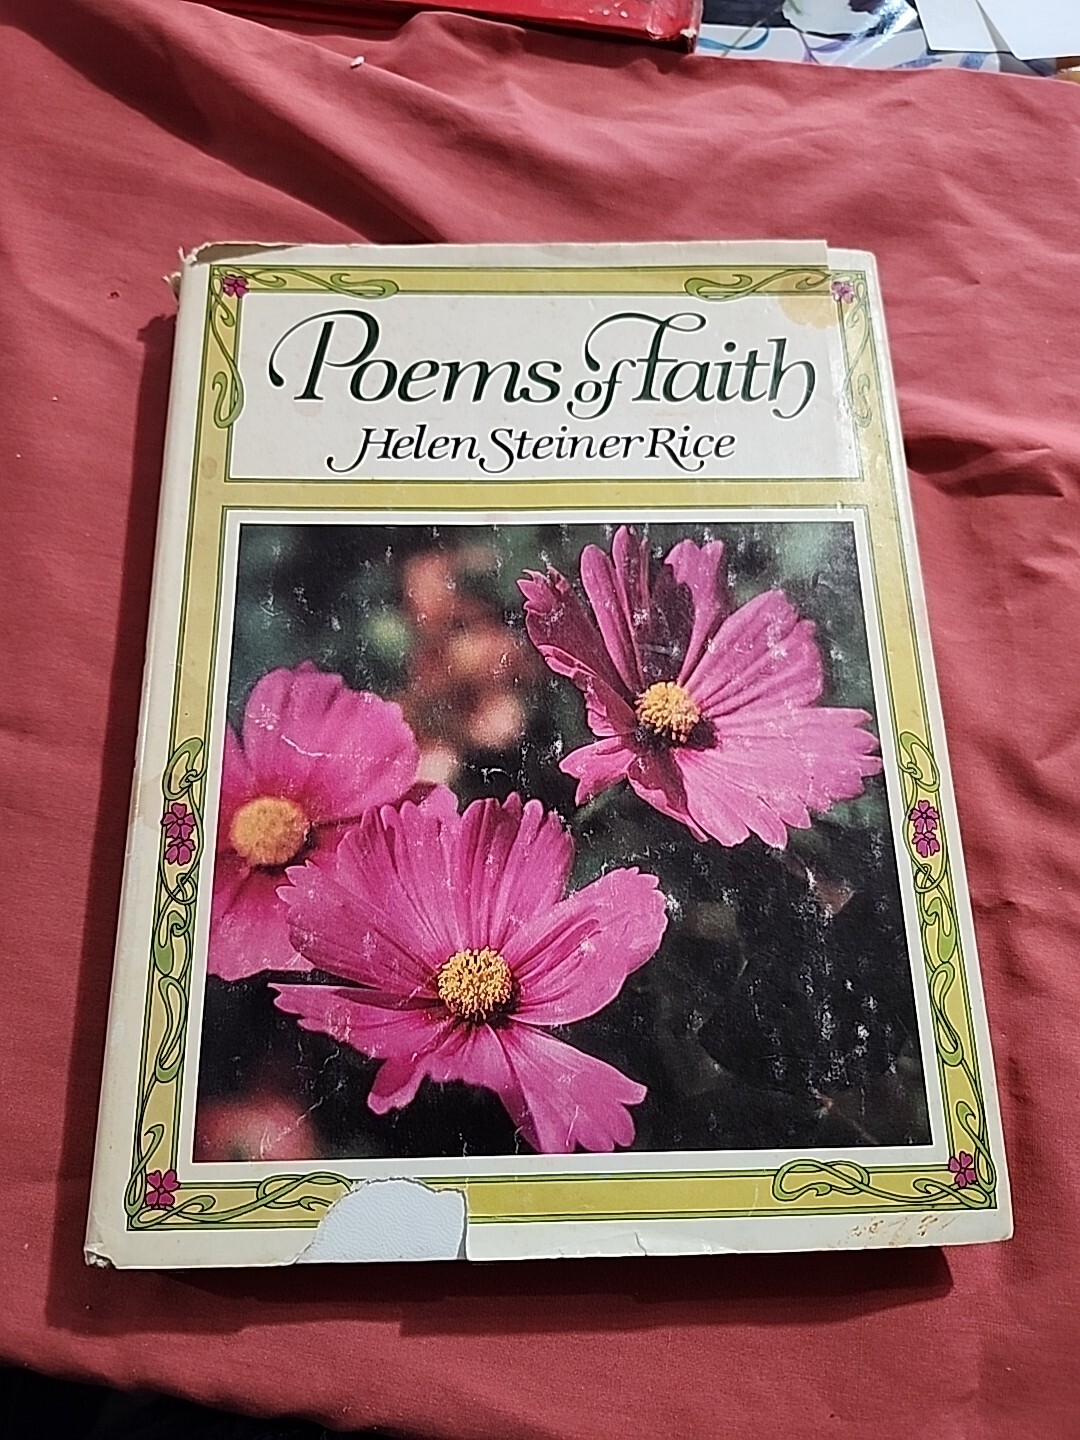 Poems of Faith
Helen Steiner Rice